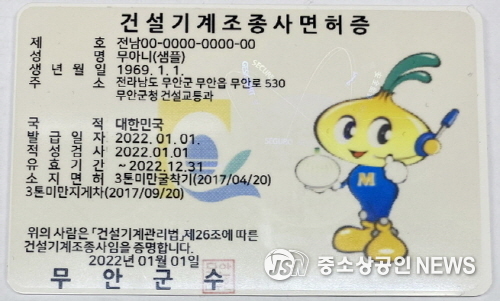 건설기계조종사면허증
제 호 전남00-0000-0000-00
성 명 무아니(샘플)
생년월일 1969. 1. 1.
주 소 전라남도 무안군 무안읍 무안로 530
무안군청 건설교통과
국 적 대한민국
발급일자 2022. 01. 01.
적성검사 2022. 01.01
유효기간 ~ 2022. 12.31
소지면허 3톤미만굴착기(2017/04/20)
3톤미만지게차(2017/09/20)
M
위의 사람은 「건설기계관리법」 제26조에 따른
건설기계조종사임을 증명합니다.
2022년 01월 01일
무안군수
JSN 중소상공인 NEWS